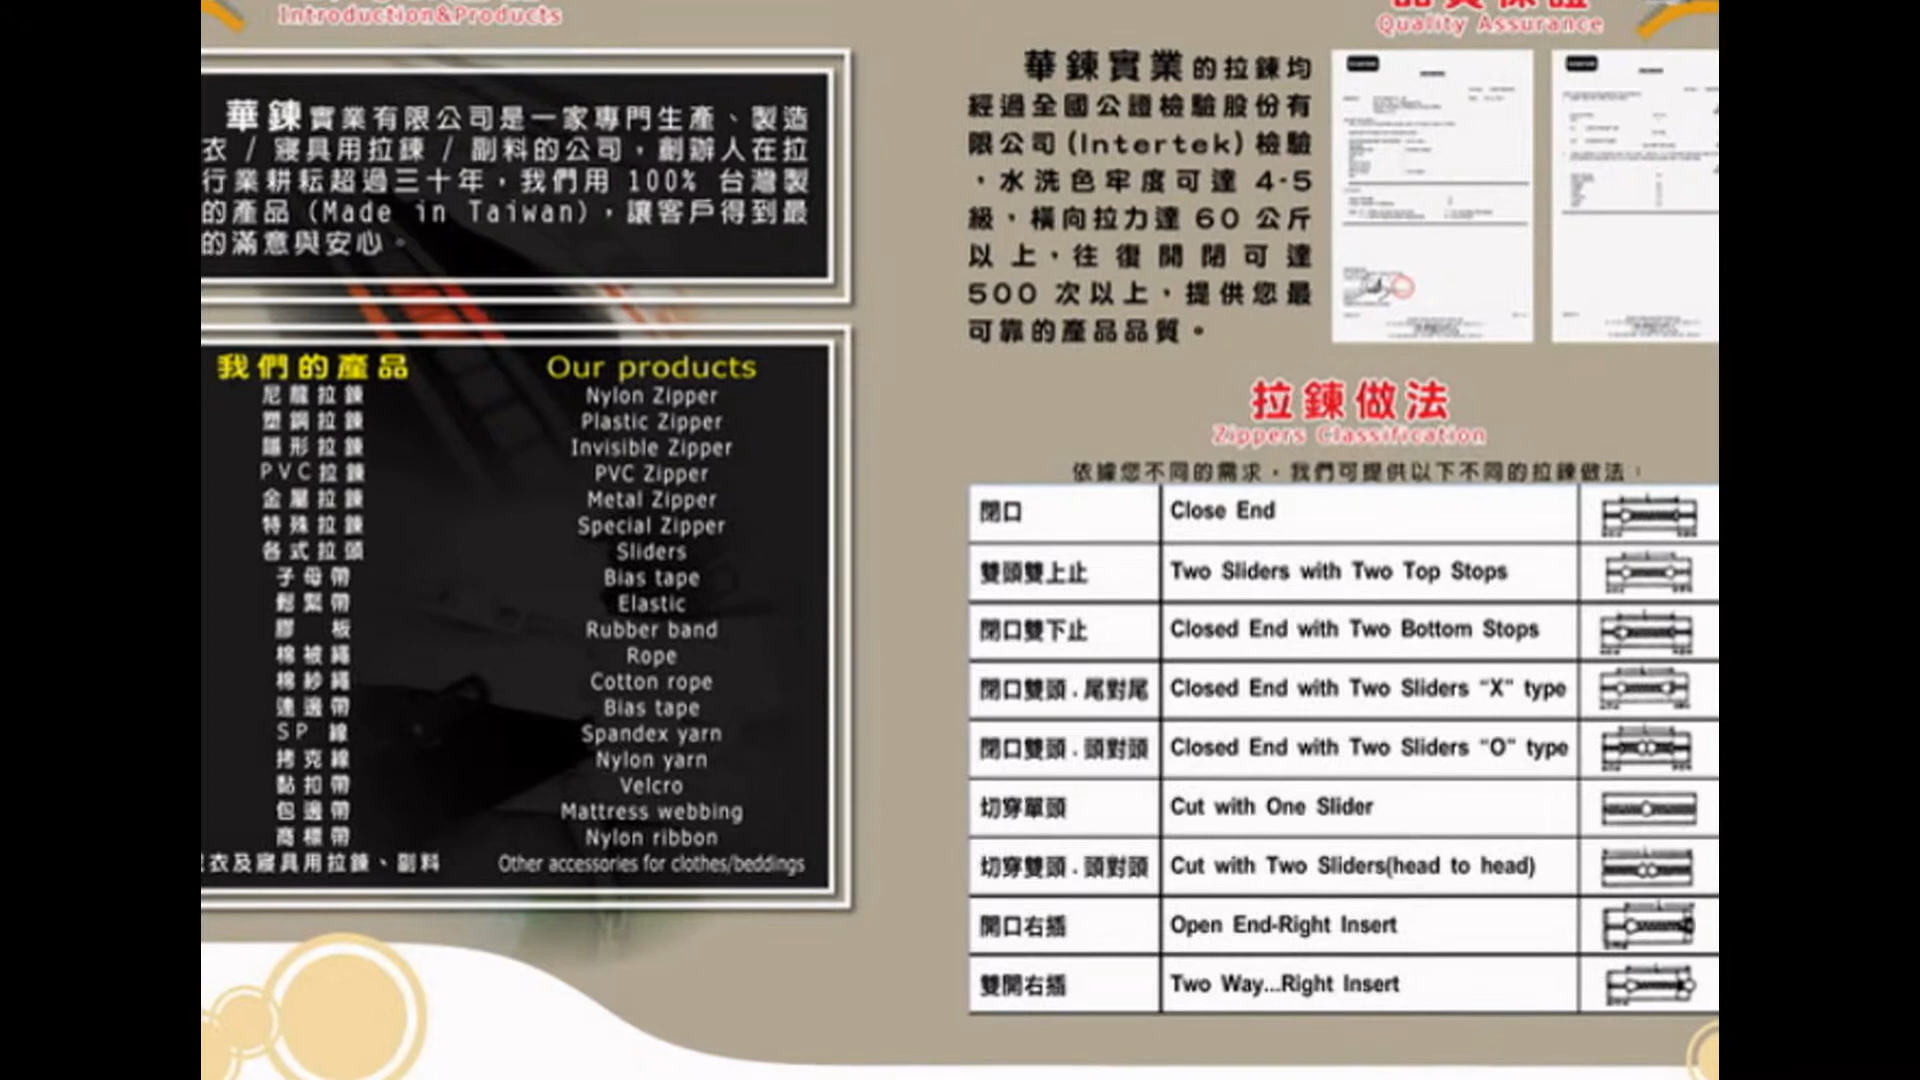 Introduction&Products
華鍊實業有限公司是一家專門生產、製造
衣 / 寢具用拉鍊 / 副料的公司，創辦人在拉
行業耕耘超過三十年，我們用 100% 台灣製
的產品 (Made in Taiwan)，讓客戶得到最
的滿意與安心。
我們的產品 Our products
尼龍拉鍊 Nylon Zipper
塑鋼拉鍊 Plastic Zipper
隱形拉鍊 Invisible Zipper
PVC拉鍊 PVC Zipper
金屬拉鍊 Metal Zipper
特殊拉鍊 Special Zipper
各式拉頭 Sliders
子母帶 Bias tape
鬆緊帶 Elastic
膠 板 Rubber band
棉被繩 Rope
棉紗繩 Cotton rope
連邊帶 Bias tape
SP 線 Spandex yarn
拷克線 Nylon yarn
黏扣帶 Velcro
包邊帶 Mattress webbing
商標帶 Nylon ribbon
衣及寢具用拉鍊、副料 Other accessories for clothes/beddings
品質保證
Quality Assurance
華鍊實業的拉鍊均
經過全國公證檢驗股份有
限公司(Intertek)檢驗
，水洗色牢度可達 4-5
級，橫向拉力達 60 公斤
以上，往復開閉可達
500 次以上，提供您最
可靠的產品品質。
拉鍊做法
Zippers Classification
依據您不同的需求，我們可提供以下不同的拉鍊做法：
閉口 Close End
雙頭雙上止 Two Sliders with Two Top Stops
閉口雙下止 Closed End with Two Bottom Stops
閉口雙頭．尾對尾 Closed End with Two Sliders "X" type
閉口雙頭．頭對頭 Closed End with Two Sliders "O" type
切穿單頭 Cut with One Slider
切穿雙頭．頭對頭 Cut with Two Sliders(head to head)
開口右插 Open End-Right Insert
雙開右插 Two Way...Right Insert